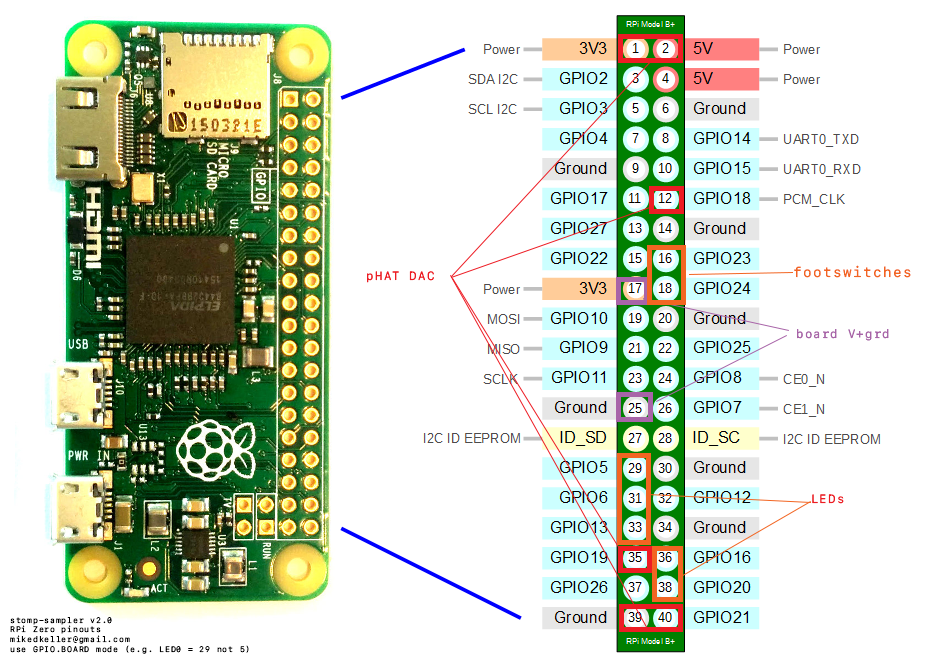 RPi Model B+
Power 3V3 1 2 5V Power
SDA I2C GPIO2 3 4 5V Power
SCL I2C GPIO3 5 6 Ground
GPIO4 7 8 GPIO14 UART0_TXD
Ground 9 10 GPIO15 UART0_RXD
GPIO17 11 12 GPIO18 PCM_CLK
GPIO27 13 14 Ground
GPIO22 15 16 GPIO23
Power 3V3 17 18 GPIO24
MOSI GPIO10 19 20 Ground
MISO GPIO9 21 22 GPIO25
SCLK GPIO11 23 24 GPIO8 CE0_N
Ground 25 26 GPIO7 CE1_N
I2C ID EEPROM ID_SD 27 28 ID_SC I2C ID EEPROM
GPIO5 29 30 Ground
GPIO6 31 32 GPIO12
GPIO13 33 34 Ground
GPIO19 35 36 GPIO16
GPIO26 37 38 GPIO20
Ground 39 40 GPIO21
RPi Model B+
pHAT DAC
footswitches
board V+grd
LEDs
J8
150381E
J9
MICRO
SD CARD
GPIO
X1
HDMI
D6
ELPIDA
USB
J10
U13
L3
PWR IN
J1
L2
U3
L1
TV
RUN
ACT
stomp-sampler v2.0
RPi Zero pinouts
mikedkeller@gmail.com
use GPIO.BOARD mode (e.g. LED0 = 29 not 5)